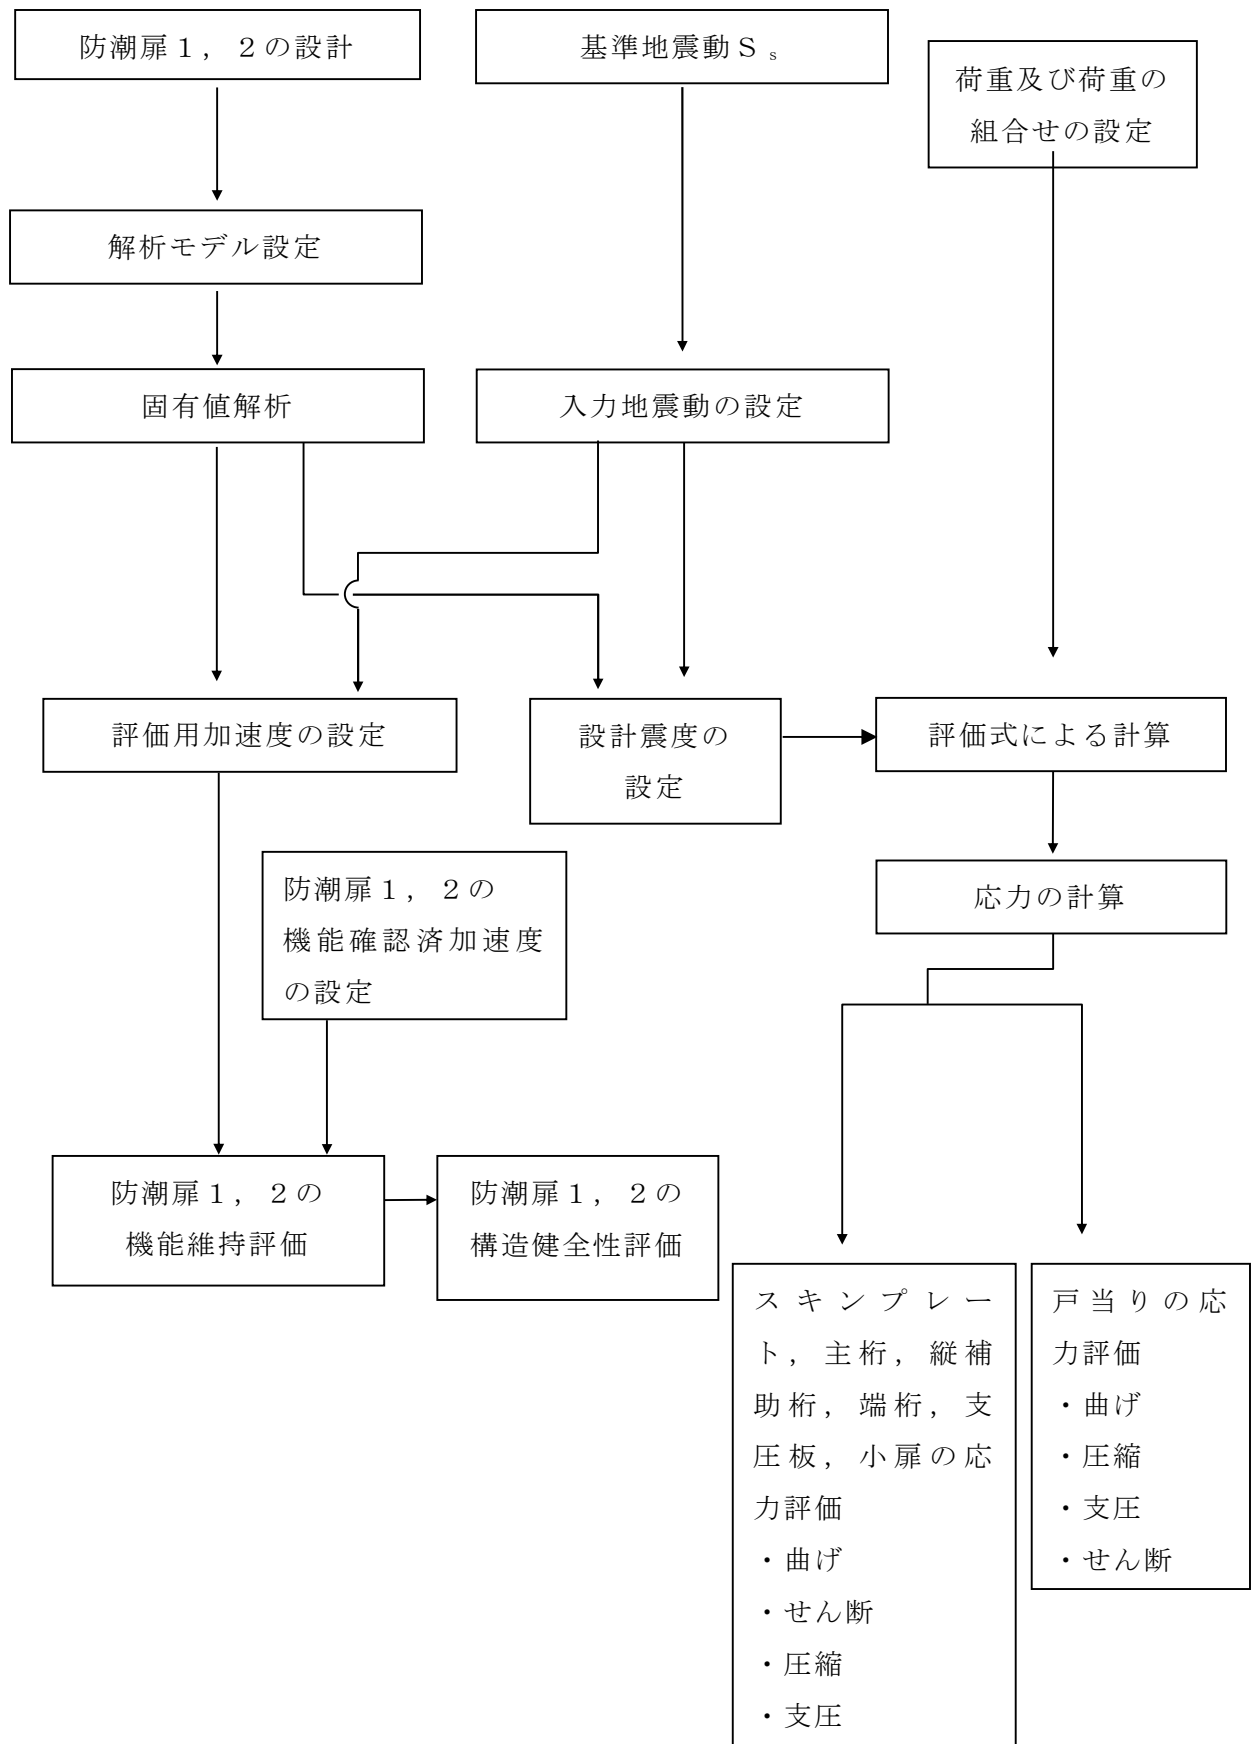 防潮扉１，２の設計
基準地震動Ｓｓ
荷重及び荷重の
組合せの設定
解析モデル設定
固有値解析
入力地震動の設定
評価用加速度の設定
設計震度の
設定
評価式による計算
防潮扉１，２の
機能確認済加速度
の設定
応力の計算
防潮扉１，２の
機能維持評価
防潮扉１，２の
構造健全性評価
スキンプレー
ト，主桁，縦補
助桁，端桁，支
圧板，小扉の応
力評価
・曲げ
・せん断
・圧縮
・支圧
戸当りの応
力評価
・曲げ
・圧縮
・支圧
・せん断